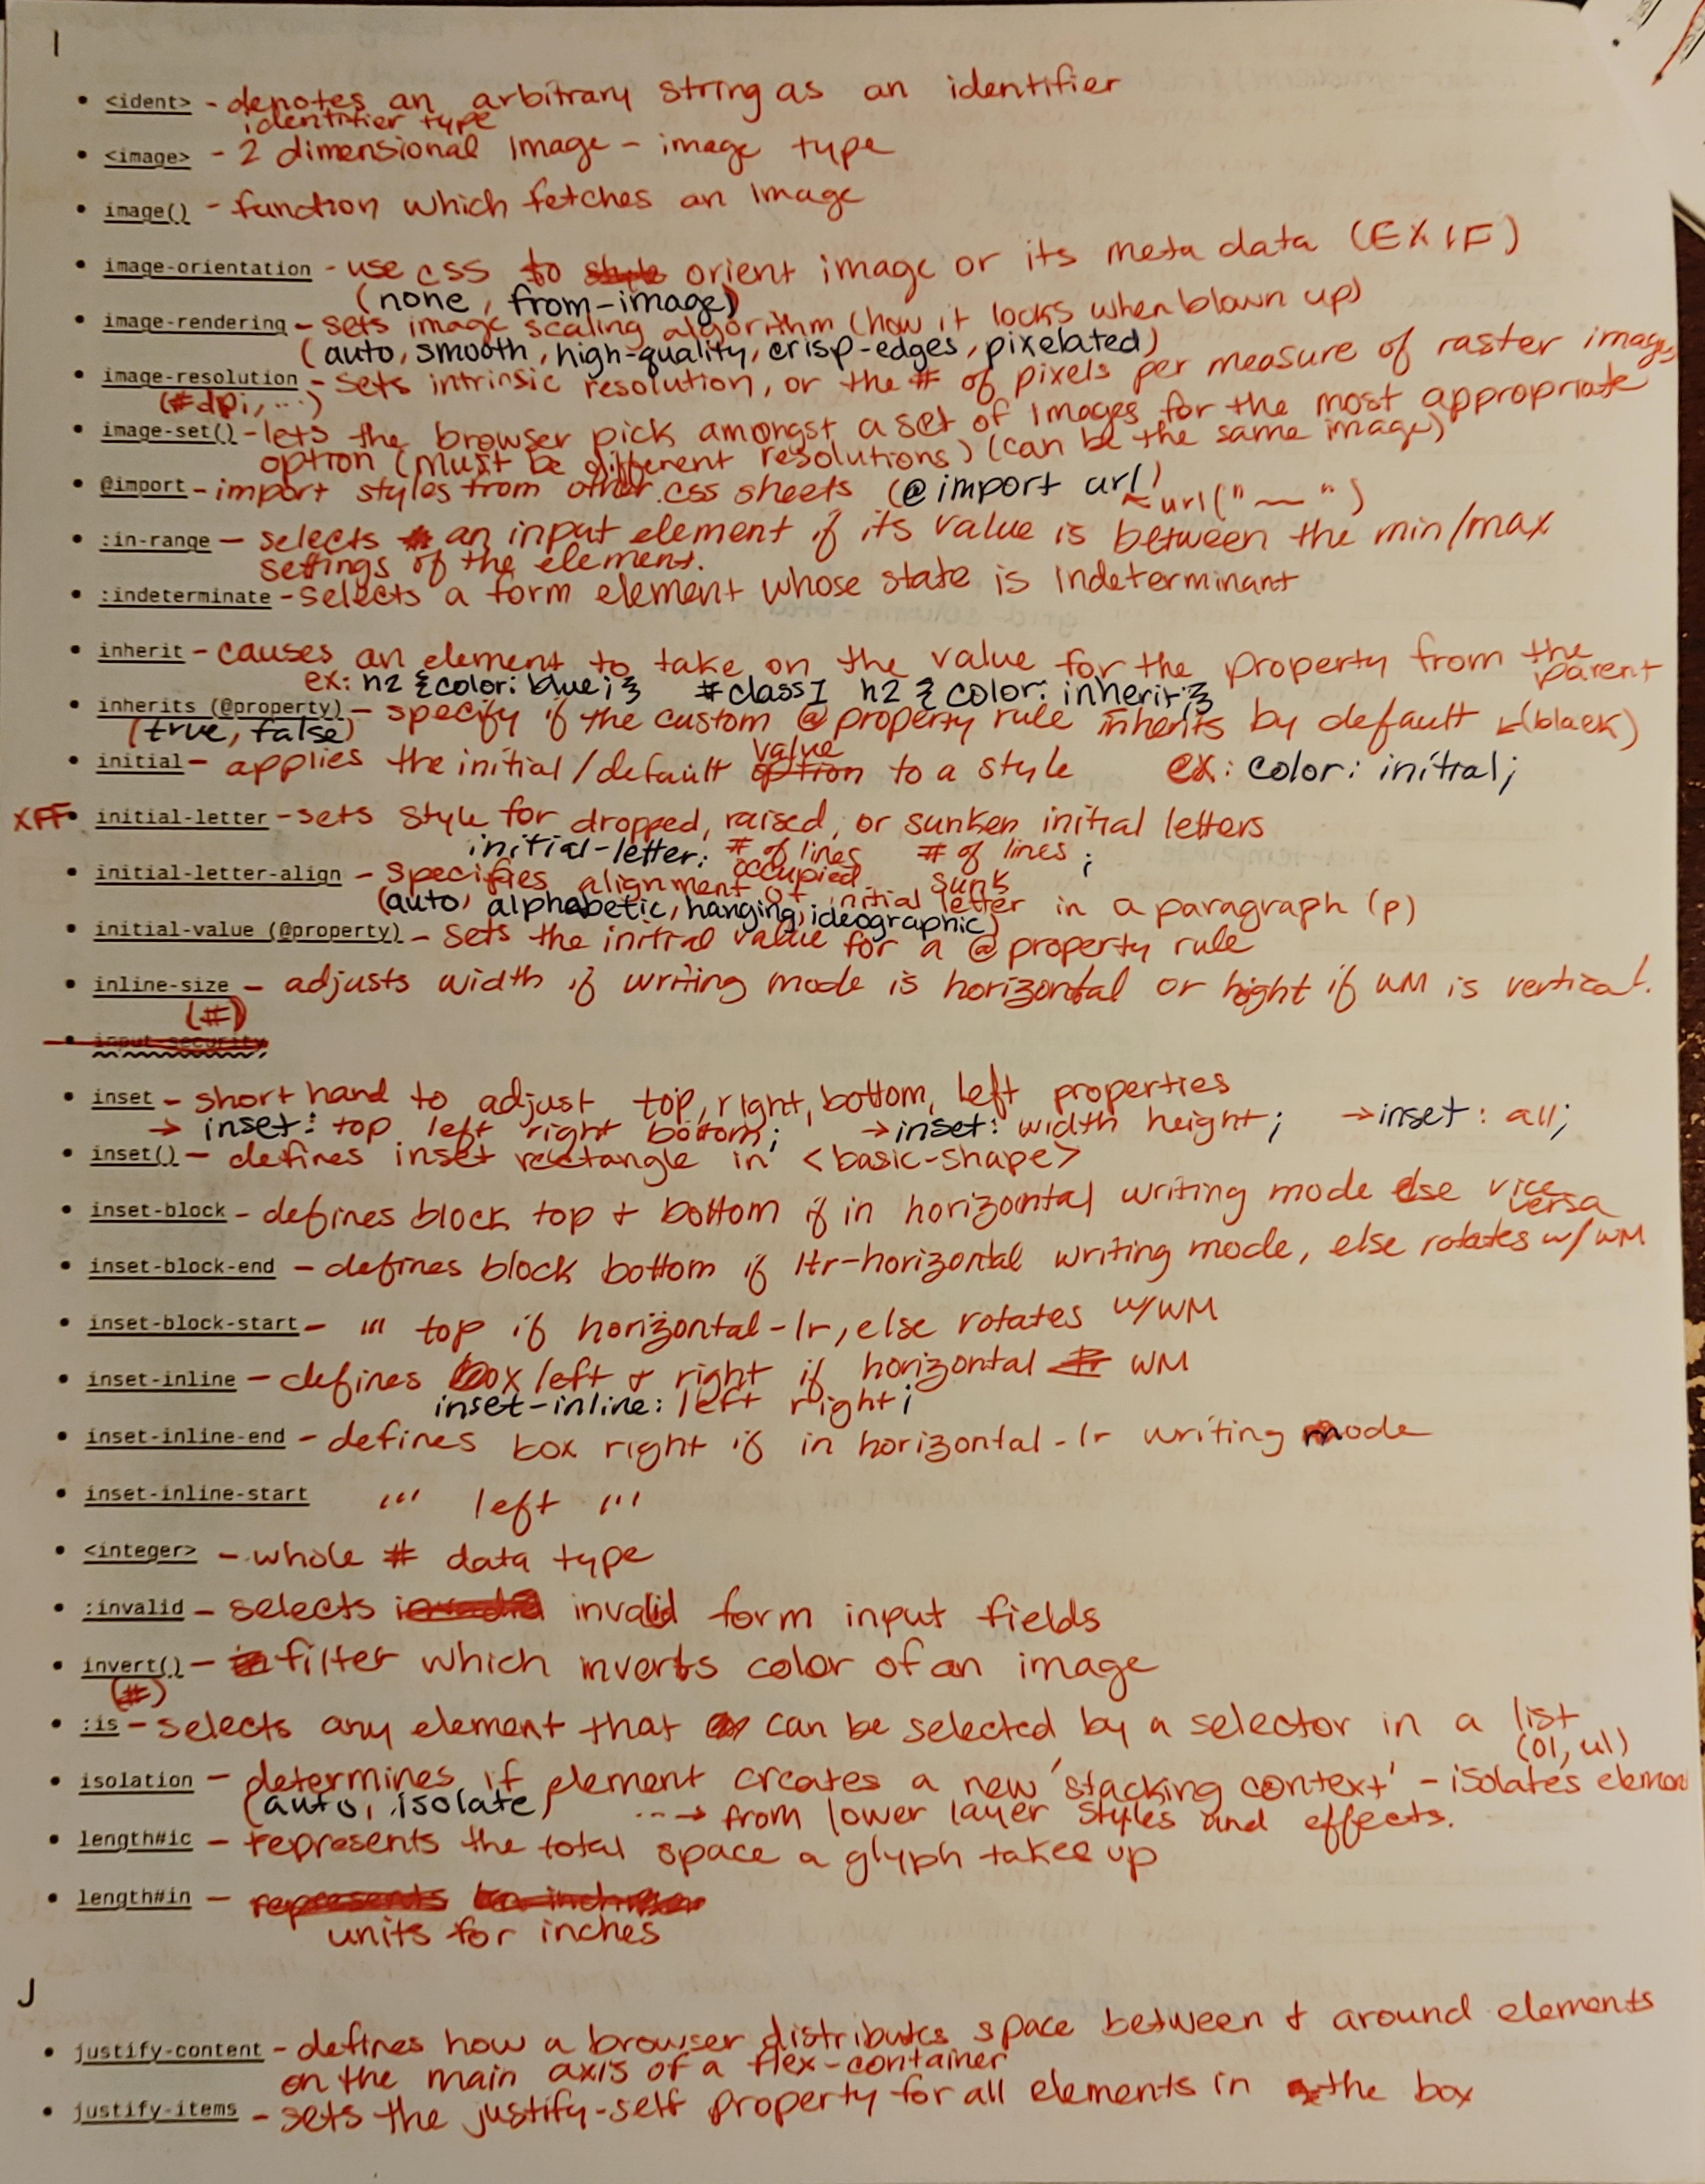 I
• <ident> - denotes an arbitrary string as an identifier
identifier type
• <image> - 2 dimensional image - image type
• image() - function which fetches an image
• image-orientation - use css to orient image or its meta data (EXIF)
(none, from-image)
• image-rendering - sets image scaling algorithm (how it looks when blown up)
(auto, smooth, high-quality, crisp-edges, pixelated)
• image-resolution - sets intrinsic resolution, or the # of pixels per measure of raster images
(#dpi, ...)
• image-set() - lets the browser pick amongst a set of images for the most appropriate
option (must be different resolutions) (can be the same image)
• @import - import styles from other .css sheets (@import url)
~ url("—")
• :in-range - selects an input element if its value is between the min/max
settings of the element.
• :indeterminate - selects a form element whose state is indeterminant
• inherit - causes an element to take on the value for the property from the
parent
ex: h2 {color: blue;} #class1 h2 {color: inherit;}
• inherits (@property) - specify if the custom @property rule inherits by default (black)
(true, false)
• initial - applies the initial/default option value to a style ex: color: initial;
XFF • initial-letter - sets style for dropped, raised, or sunken initial letters
initial-letter: # of lines # of lines ;
occupied sunk
• initial-letter-align - specifies alignment of initial letter in a paragraph (p)
(auto, alphabetic, hanging, ideographic)
• initial-value (@property) - sets the initial value for a @property rule
• inline-size - adjusts width if writing mode is horizontal or hight if WM is vertical.
(#)
• input-security
• inset - short hand to adjust top, right, bottom, left properties
→ inset: top left right bottom; → inset: width height; → inset: all;
• inset() - defines inset rectangle in <basic-shape>
• inset-block - defines block top + bottom if in horizontal writing mode else vice
versa
• inset-block-end - defines block bottom if ltr-horizontal writing mode, else rotates w/ WM
• inset-block-start - "' top if horizontal-lr, else rotates w/WM
• inset-inline - defines box left + right if horizontal WM
inset-inline: left right;
• inset-inline-end - defines box right if in horizontal-lr writing mode
• inset-inline-start "' left "'
• <integer> - whole # data type
• :invalid - selects invalid form input fields
• invert() - filter which inverts color of an image
(#)
• :is - selects any element that can be selected by a selector in a list
(ol, ul)
• isolation - determines if element creates a new 'stacking context' - isolates element
(auto, isolate) ---→ from lower layer styles and effects.
• length#ic - represents the total space a glyph takes up
• length#in - represents
units for inches
J
• justify-content - defines how a browser distributes space between + around elements
on the main axis of a flex-container
• justify-items - sets the justify-self property for all elements in the box